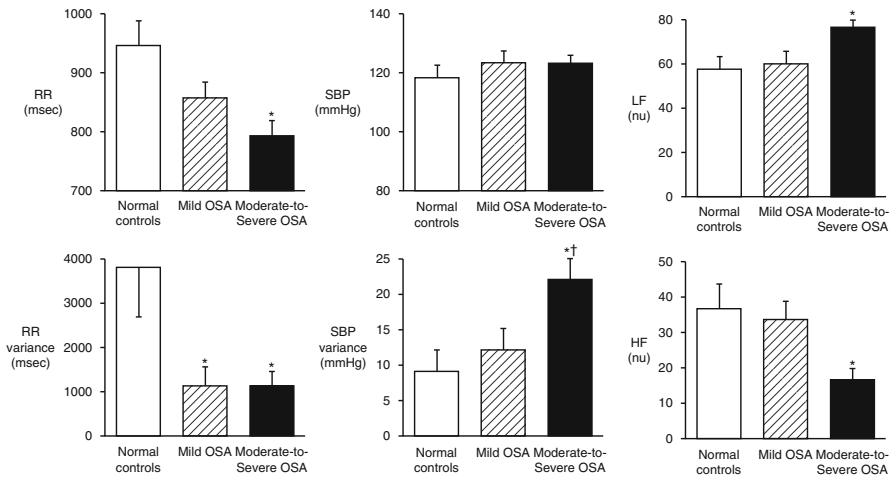 1000
900
800
700
RR
(msec)
*
Normal
controls
Mild OSA
Moderate-to-
Severe OSA
140
120
100
80
SBP
(mmHg)
Normal
controls
Mild OSA
Moderate-to-
Severe OSA
80
60
40
20
0
LF
(nu)
*
Normal
controls
Mild OSA
Moderate-to-
Severe OSA
4000
3000
2000
1000
0
RR
variance
(msec)
*
*
Normal
controls
Mild OSA
Moderate-to-
Severe OSA
25
20
15
10
5
0
SBP
variance
(mmHg)
*†
Normal
controls
Mild OSA
Moderate-to-
Severe OSA
50
40
30
20
10
0
HF
(nu)
*
Normal
controls
Mild OSA
Moderate-to-
Severe OSA